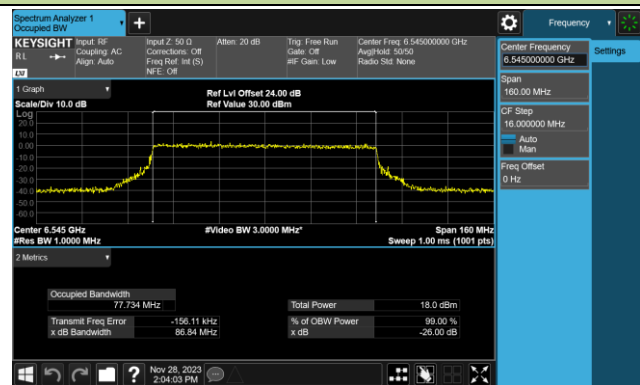 Spectrum Analyzer 1
Occupied BW
Frequency
KEYSIGHT
RL
Input: RF
Coupling: AC
Align: Auto
Input Z: 50 Ω
Corrections: Off
Freq Ref: Int (S)
NFE: Off
Atten: 20 dB
Trig: Free Run
Gate: Off
#IF Gain: Low
Center Freq: 6.545000000 GHz
Avg|Hold: 50/50
Radio Std: None
LXI
Center Frequency
6.545000000 GHz
Settings
Span
160.00 MHz
CF Step
16.000000 MHz
Auto
Man
Freq Offset
0 Hz
1 Graph
Scale/Div 10.0 dB
Ref Lvl Offset 24.00 dB
Ref Value 30.00 dBm
Log
20.0
10.0
0.00
-10.0
-20.0
-30.0
-40.0
-50.0
-60.0
Center 6.545 GHz
#Video BW 3.0000 MHz*
Span 160 MHz
#Res BW 1.0000 MHz
Sweep 1.00 ms (1001 pts)
2 Metrics
Occupied Bandwidth
77.734 MHz
Total Power 18.0 dBm
Transmit Freq Error -156.11 kHz
% of OBW Power 99.00 %
x dB Bandwidth 86.84 MHz
x dB -26.00 dB
?
Nov 28, 2023
2:04:03 PM